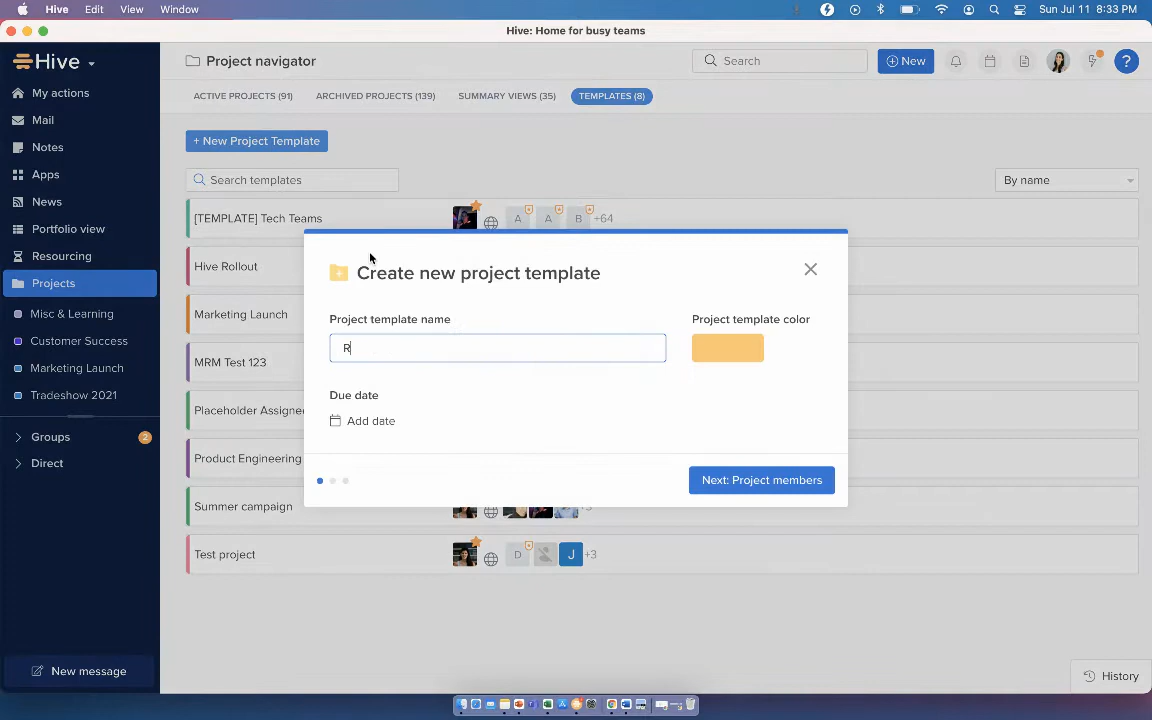 Hive Edit View Window Sun Jul 11 8:33 PM
Hive: Home for busy teams
Hive
Project navigator
Search
New
?
My actions
Mail
Notes
Apps
News
Portfolio view
Resourcing
Projects
Misc & Learning
Customer Success
Marketing Launch
Tradeshow 2021
Groups 2
Direct
New message
ACTIVE PROJECTS (91) ARCHIVED PROJECTS (139) SUMMARY VIEWS (35) TEMPLATES (8)
+ New Project Template
Search templates
By name
[TEMPLATE] Tech Teams A A B +64
Hive Rollout
Marketing Launch
MRM Test 123
Placeholder Assigne
Product Engineering
Summer campaign
Test project D J +3
Create new project template
Project template name Project template color
R
Due date
Add date
Next: Project members
History